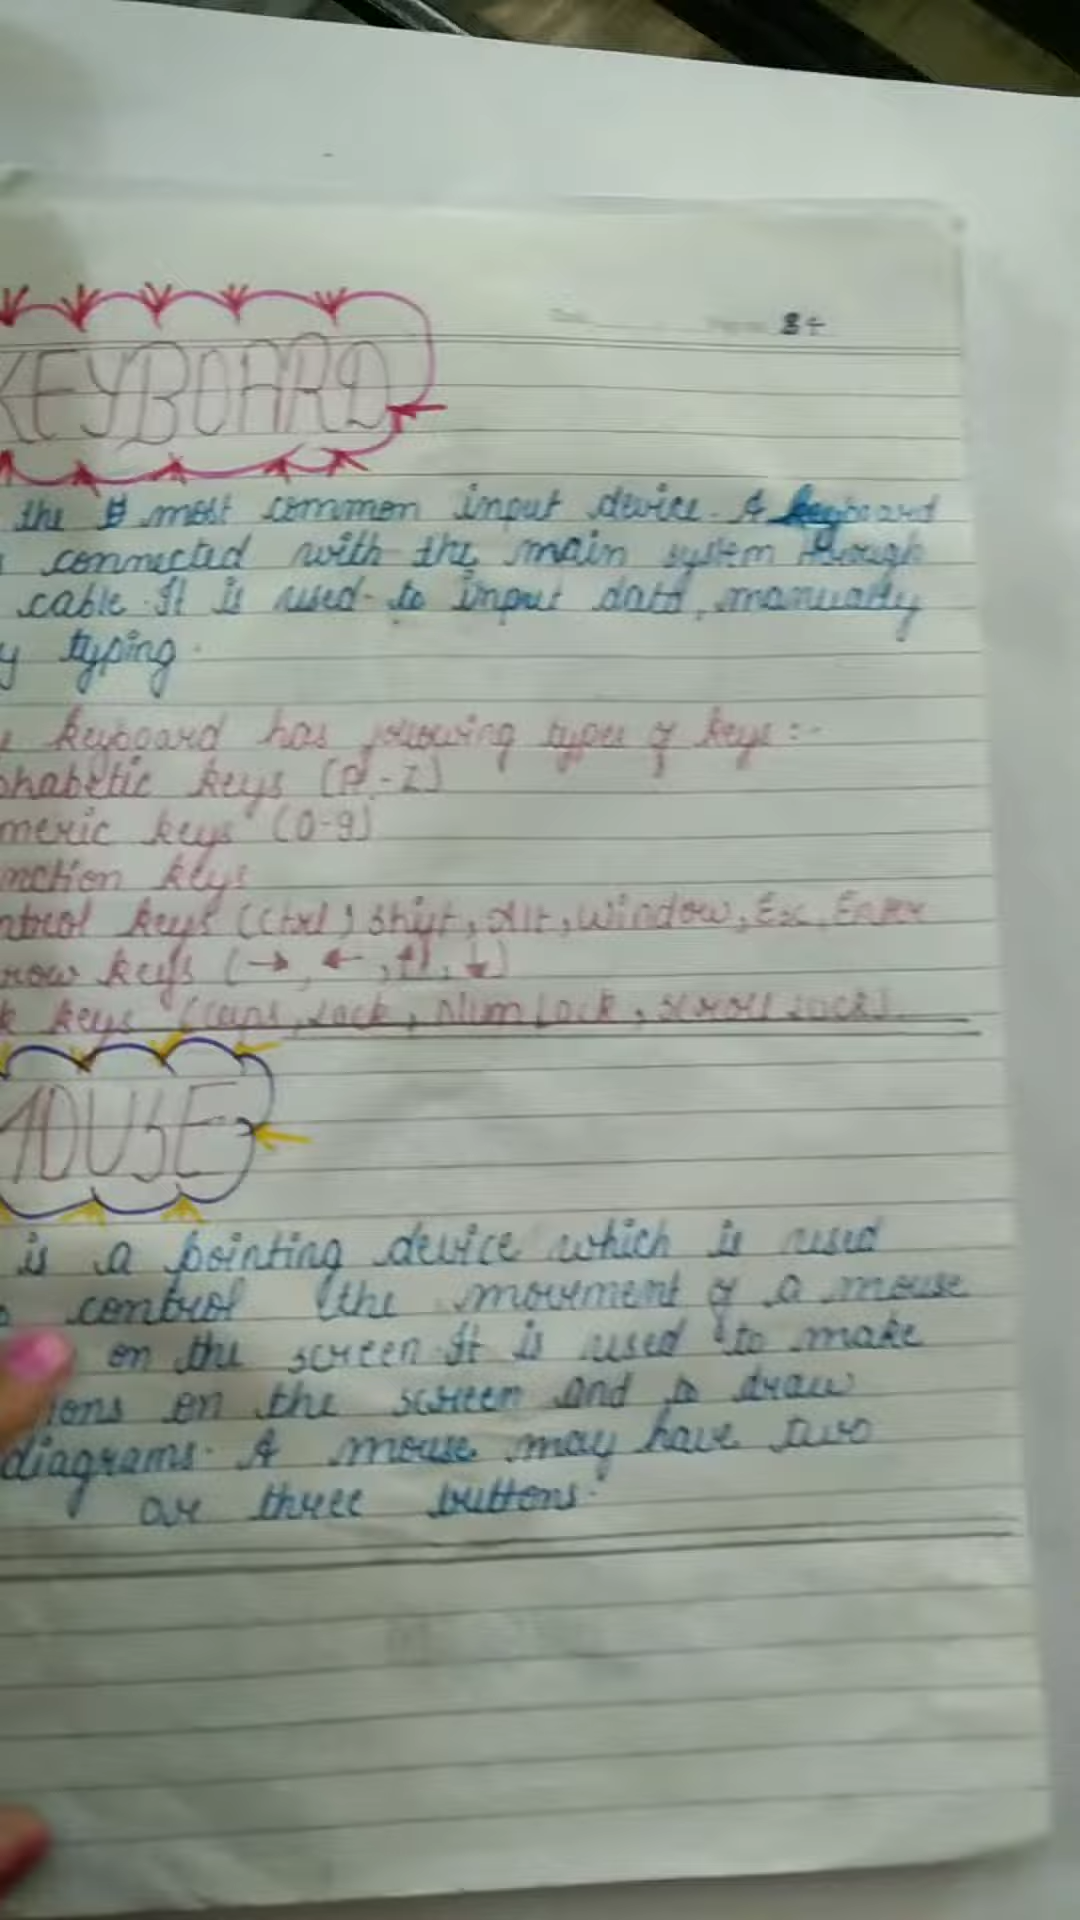 KEYBOARD
the most common input device. A keyboard
connected with the main system through
cable. It is used to input data, manually
y typing.
keyboard has following types of keys :-
phabetic keys (A-Z)
meric keys (0-9)
nction keys
ntrol keys (Ctrl) Shift, Alt, Window, Esc, Enter
row keys (→, ←, ↑, ↓)
k keys (Caps, Lock, Num Lock, Scroll Lock).
MOUSE
is a pointing device which is used
control the movement of a mouse
on the screen. It is used to make
ions on the screen and to draw
diagrams. A mouse may have two
or three buttons.